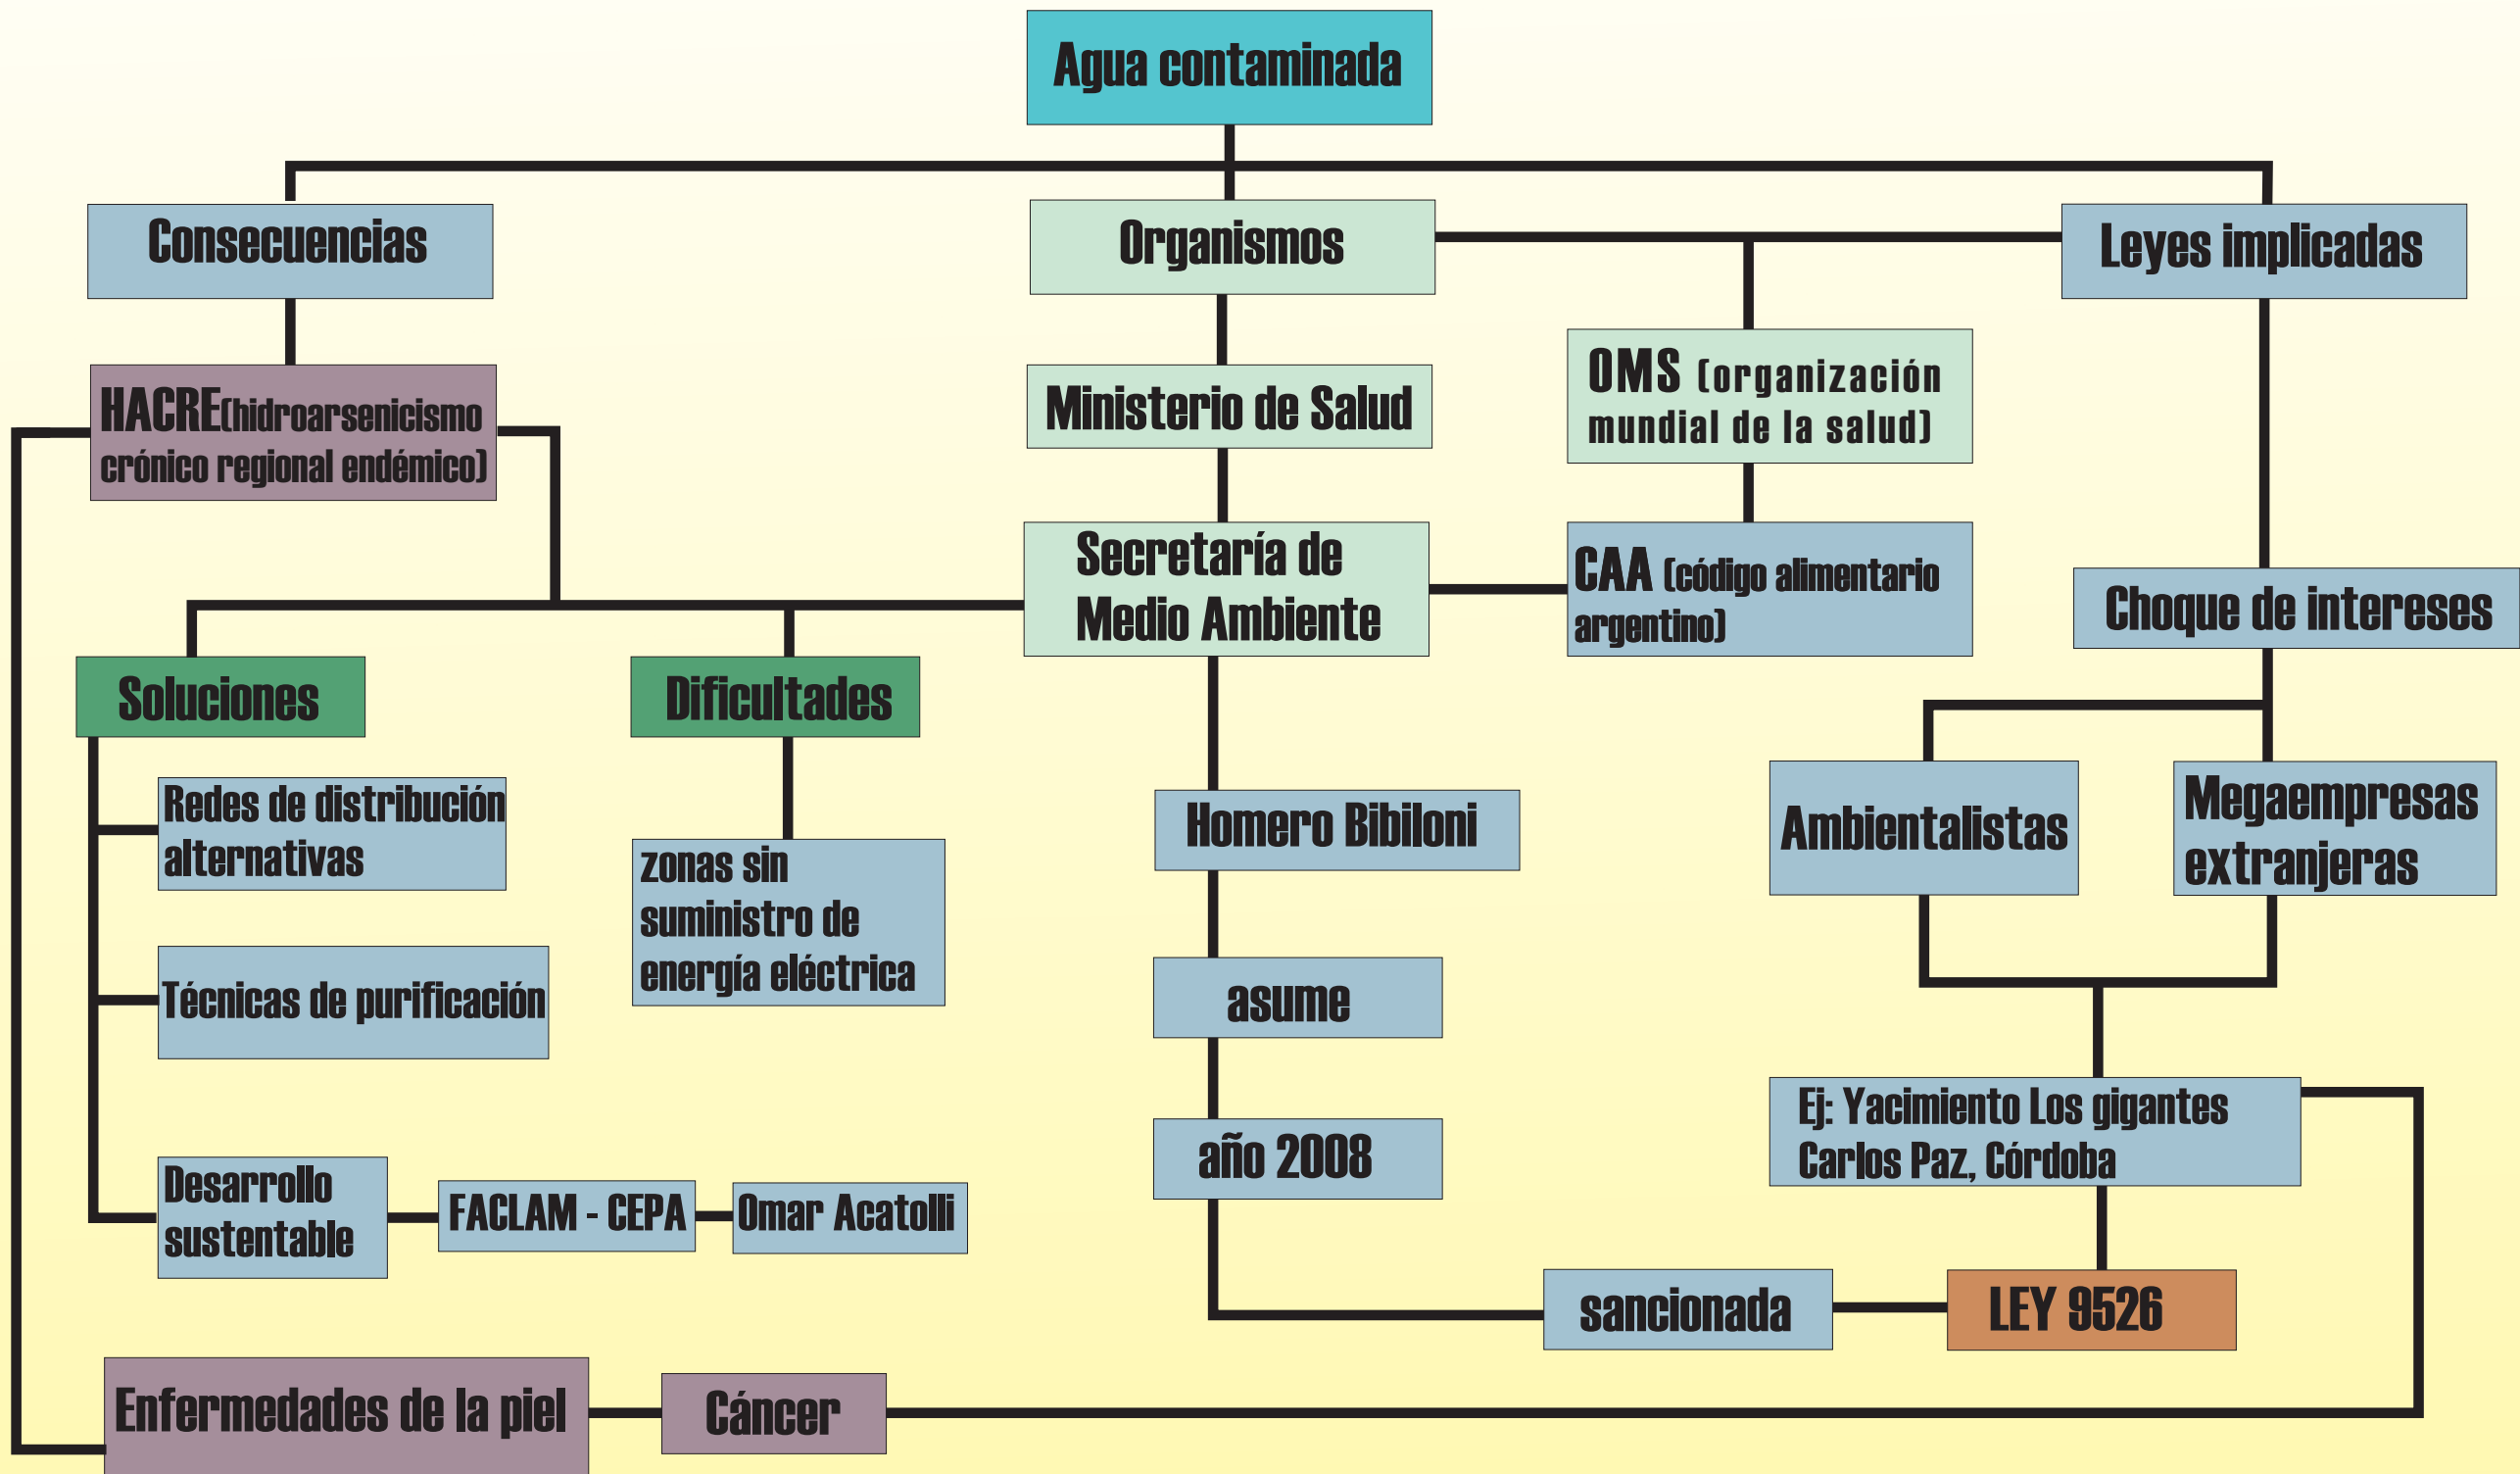 Agua contaminada
Consecuencias
Organismos
Leyes implicadas
HACRE(hidroarsenicismo
crónico regional endémico)
Ministerio de Salud
OMS (organización
mundial de la salud)
Secretaría de
Medio Ambiente
CAA (código alimentario
argentino)
Choque de intereses
Soluciones
Dificultades
Redes de distribución
alternativas
zonas sin
suministro de
energía eléctrica
Homero Bibiloni
Ambientalistas
Megaempresas
extranjeras
Técnicas de purificación
asume
año 2008
Ej: Yacimiento Los gigantes
Carlos Paz, Córdoba
Desarrollo
sustentable
FACLAM - CEPA
Omar Acatolli
sancionada
LEY 9526
Enfermedades de la piel
Cáncer